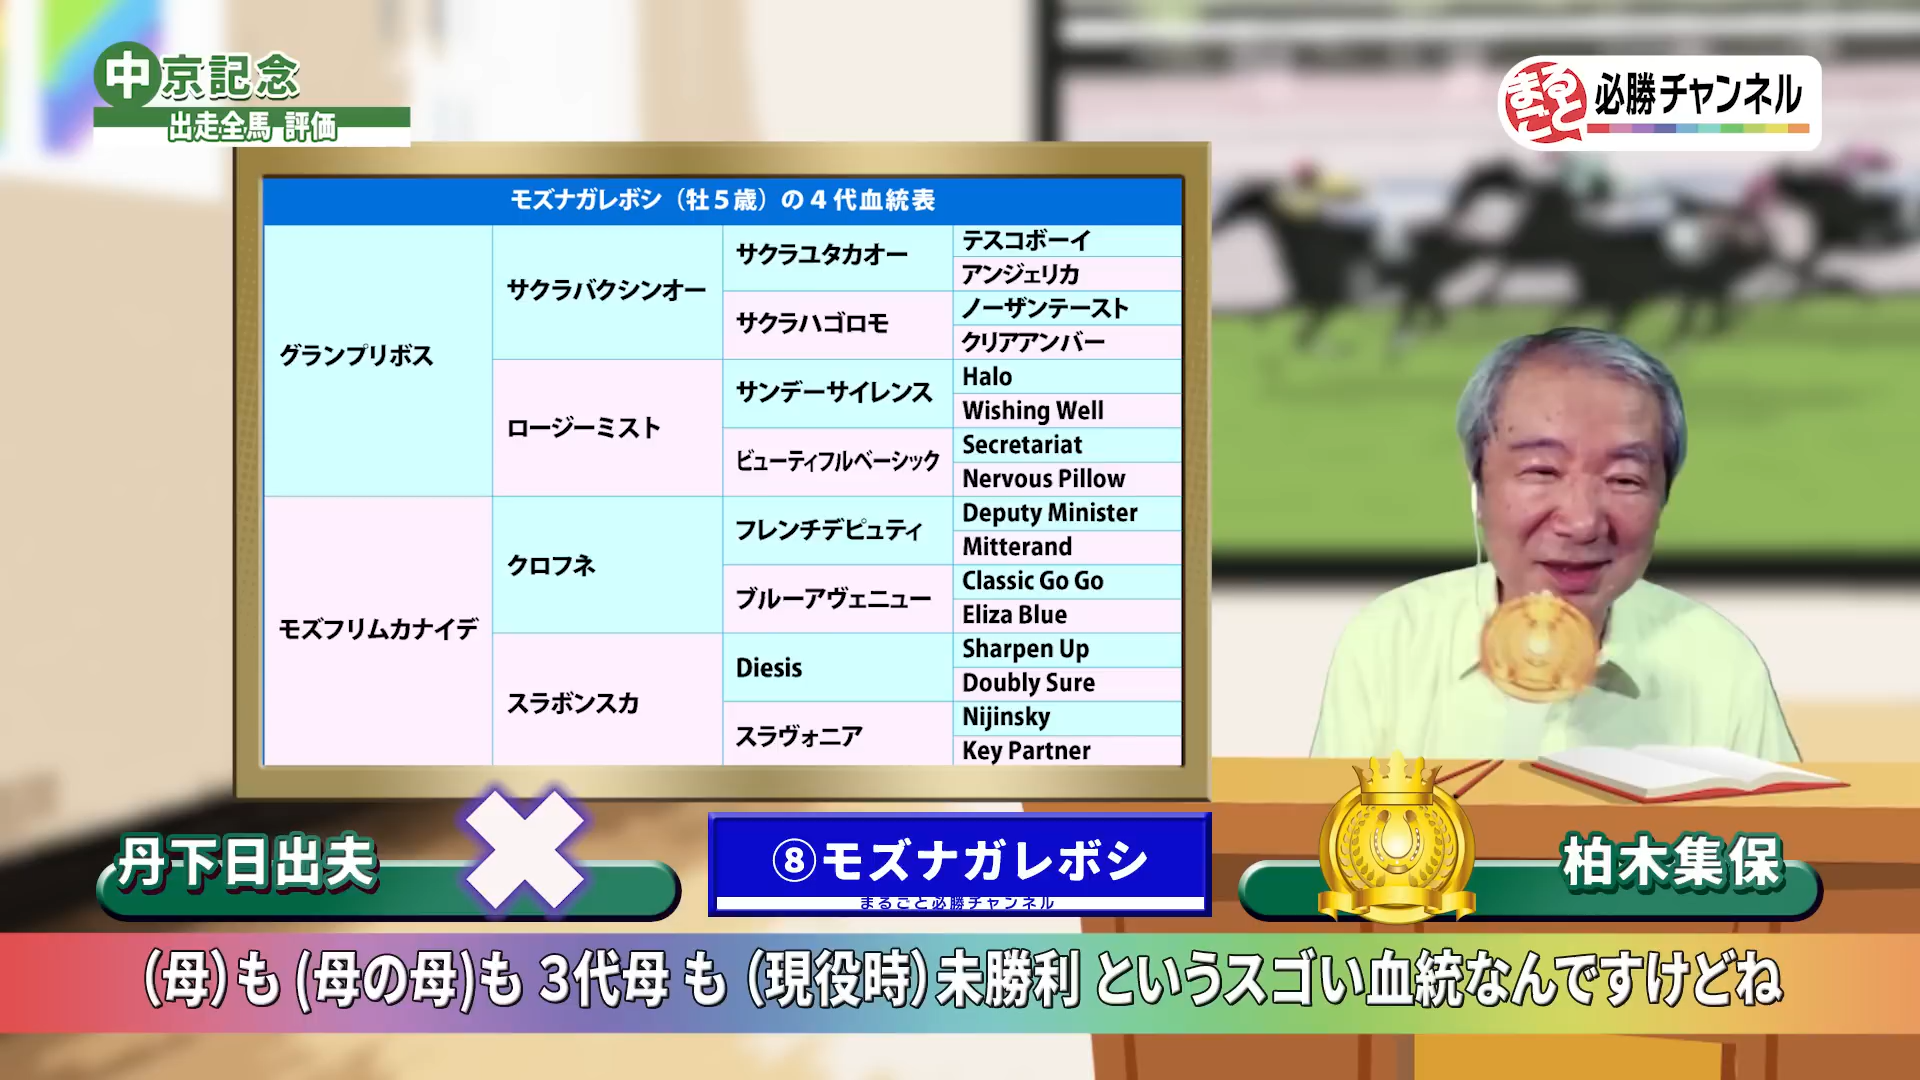 中京記念
出走全馬 評価
まるごと
必勝チャンネル
モズナガレボシ（牡５歳）の４代血統表
グランプリボス
サクラバクシンオー
サクラユタカオー
テスコボーイ
アンジェリカ
サクラハゴロモ
ノーザンテースト
クリアアンバー
ロージーミスト
サンデーサイレンス
Halo
Wishing Well
ビューティフルベーシック
Secretariat
Nervous Pillow
モズフリムカナイデ
クロフネ
フレンチデピュティ
Deputy Minister
Mitterand
ブルーアヴェニュー
Classic Go Go
Eliza Blue
スラボンスカ
Diesis
Sharpen Up
Doubly Sure
スラヴォニア
Nijinsky
Key Partner
丹下日出夫
⑧モズナガレボシ
まるごと必勝チャンネル
柏木集保
（母）も (母の母)も ３代母 も （現役時）未勝利 というスゴい血統なんですけどね